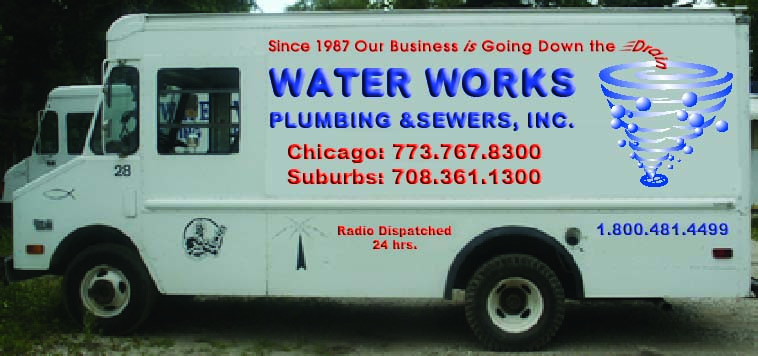 Since 1987 Our Business is Going Down the Drain
WATER WORKS
PLUMBING &SEWERS, INC.
Chicago: 773.767.8300
Suburbs: 708.361.1300
28
Radio Dispatched
24 hrs.
1.800.481.4499